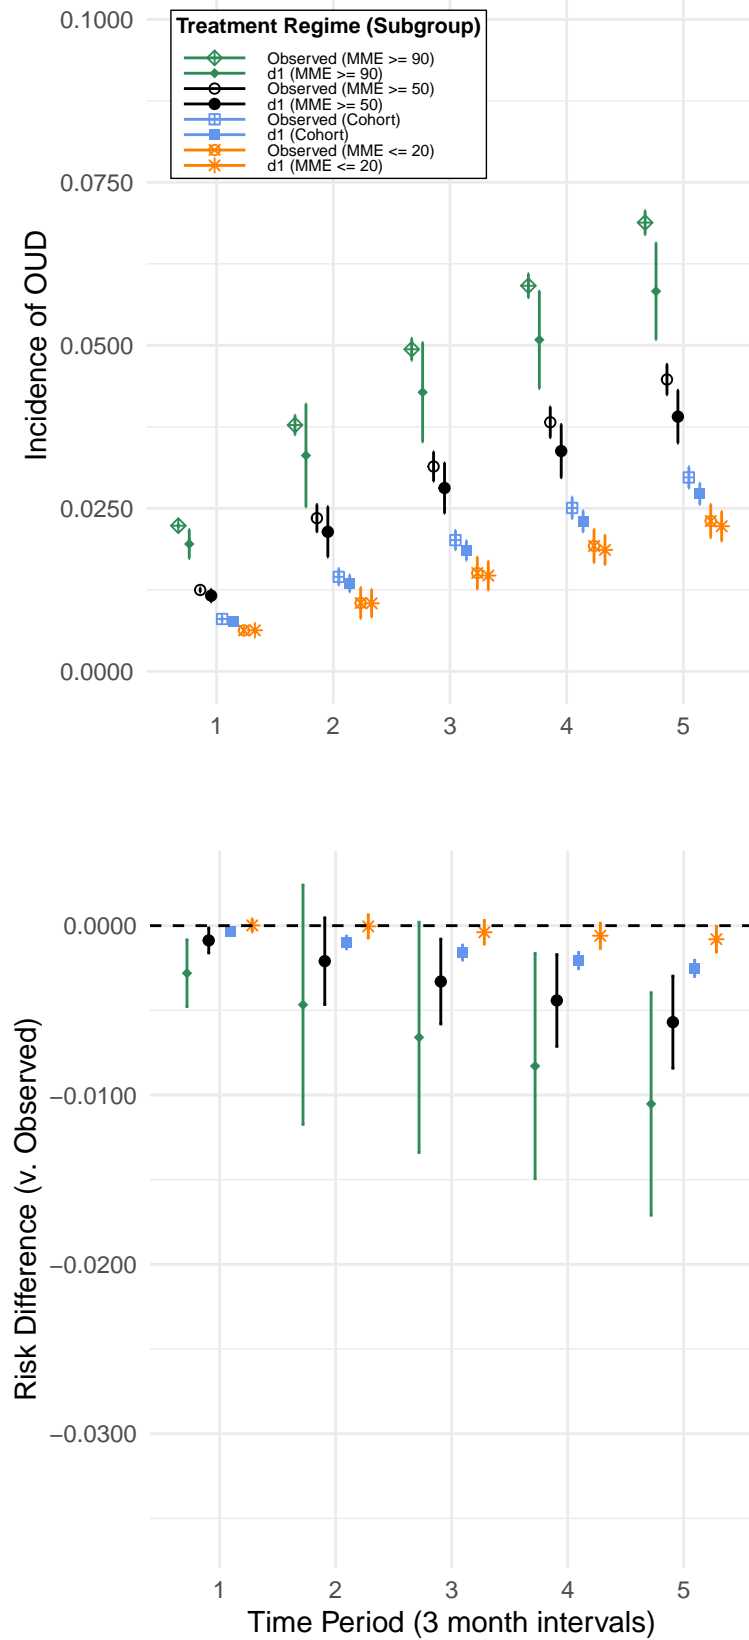 0.1000
Treatment Regime (Subgroup)
Observed (MME >= 90)
d1 (MME >= 90)
Observed (MME >= 50)
d1 (MME >= 50)
Observed (Cohort)
d1 (Cohort)
Observed (MME <= 20)
d1 (MME <= 20)
0.0750
0.0500
0.0250
0.0000
Incidence of OUD
1 2 3 4 5
0.0000
−0.0100
−0.0200
−0.0300
Risk Difference (v. Observed)
1 2 3 4 5
Time Period (3 month intervals)